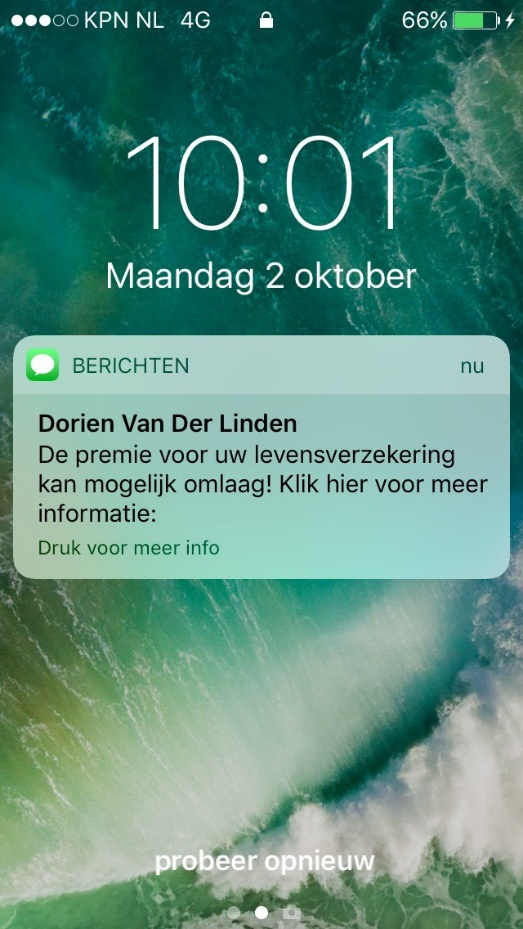 KPN NL 4G 66%
10:01
Maandag 2 oktober
BERICHTEN nu
Dorien Van Der Linden
De premie voor uw levensverzekering
kan mogelijk omlaag! Klik hier voor meer
informatie:
Druk voor meer info
probeer opnieuw